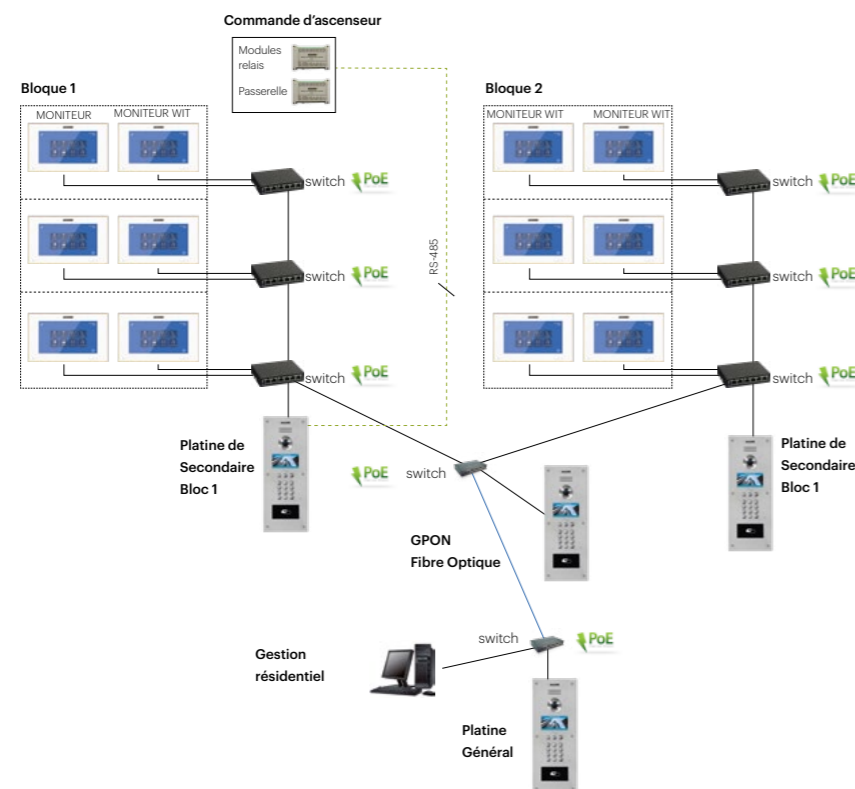 Commande d'ascenseur
Modules
relais
Passerelle
Bloque 1
MONITEUR
MONITEUR WIT
Bloque 2
MONITEUR WIT
MONITEUR WIT
switch
PoE
switch
PoE
switch
PoE
switch
PoE
switch
PoE
switch
PoE
RS-485
Platine de
Secondaire
Bloc 1
PoE
switch
Platine de
Secondaire
Bloc 1
GPON
Fibre Optique
switch
PoE
Gestion
résidentiel
Platine
Général